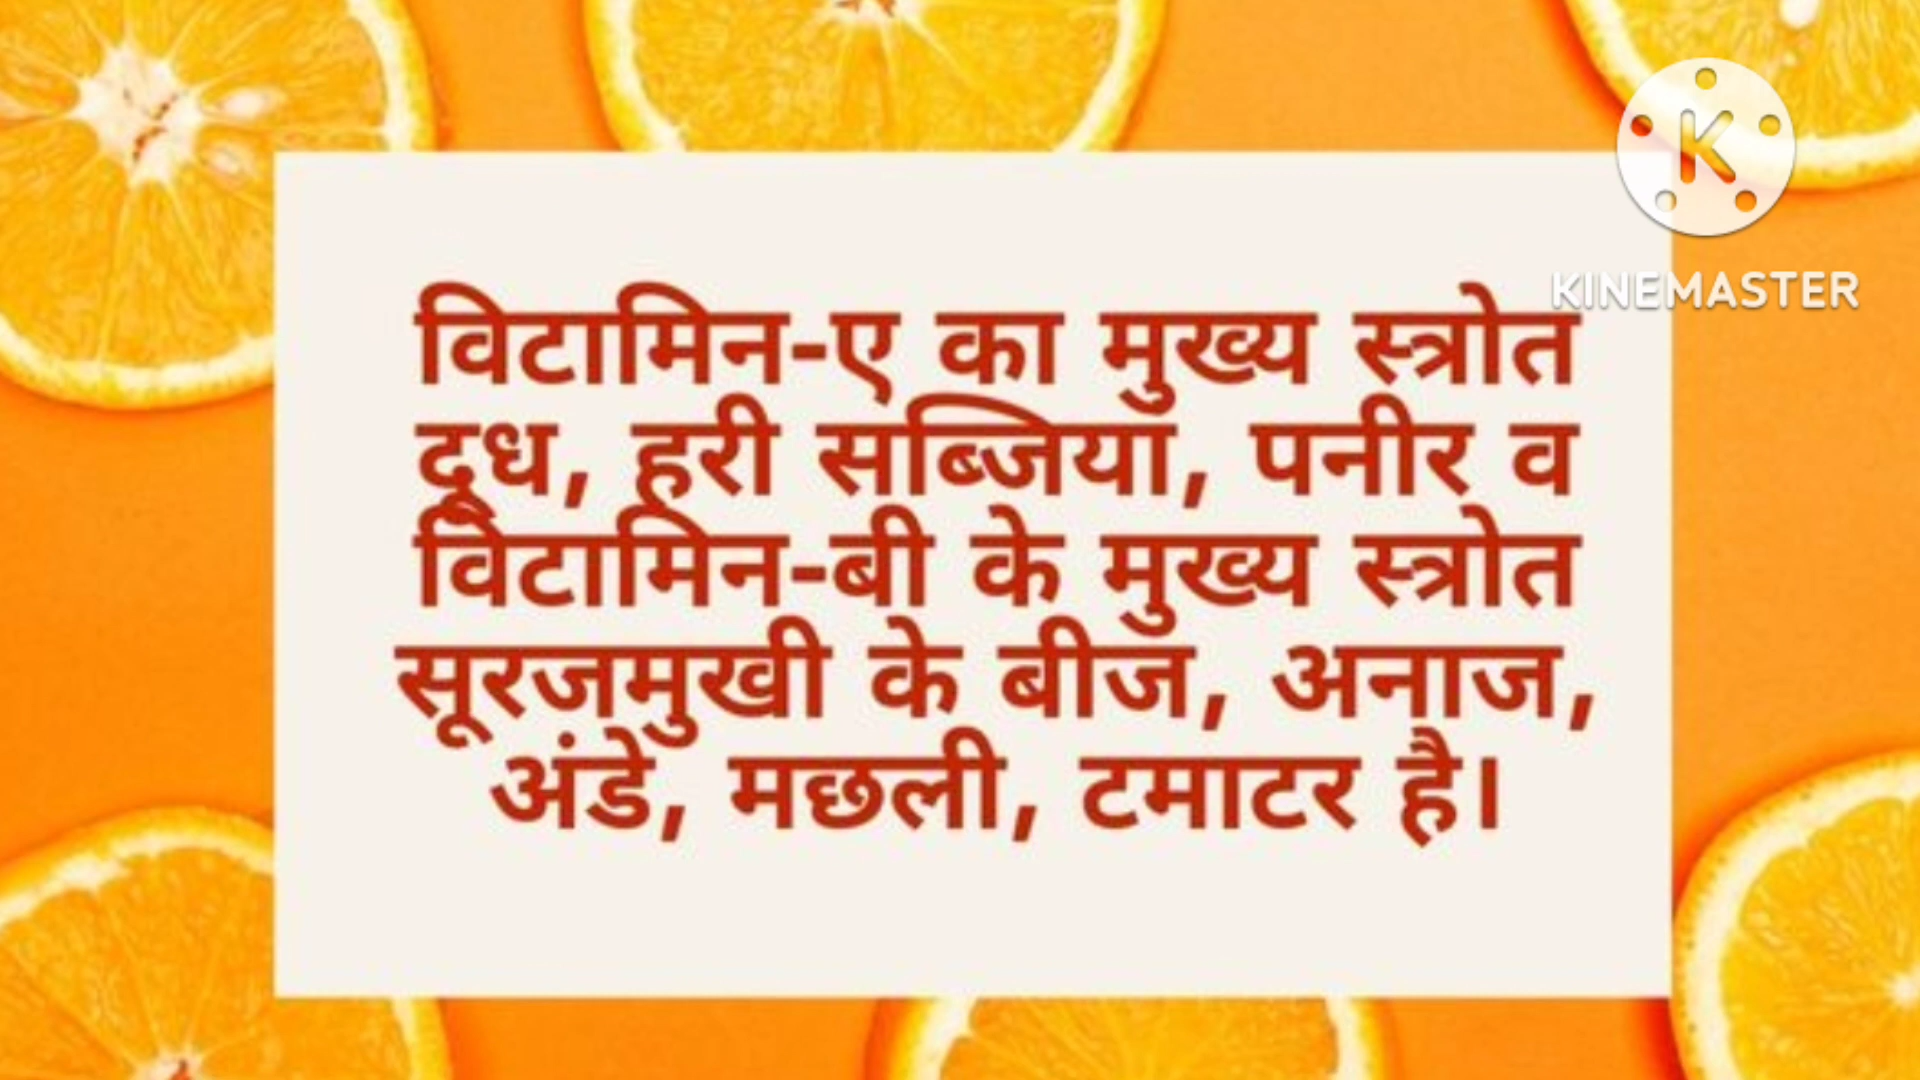 KINEMASTER
विटामिन-ए का मुख्य स्त्रोत
दूध, हरी सब्जिया, पनीर व
विटामिन-बी के मुख्य स्त्रोत
सूरजमुखी के बीज, अनाज,
अंडे, मछली, टमाटर है।